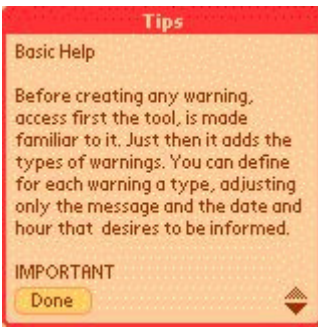 Tips
Basic Help
Before creating any warning,
access first the tool, is made
familiar to it. Just then it adds the
types of warnings. You can define
for each warning a type, adjusting
only the message and the date and
hour that desires to be informed.
IMPORTANT
Done